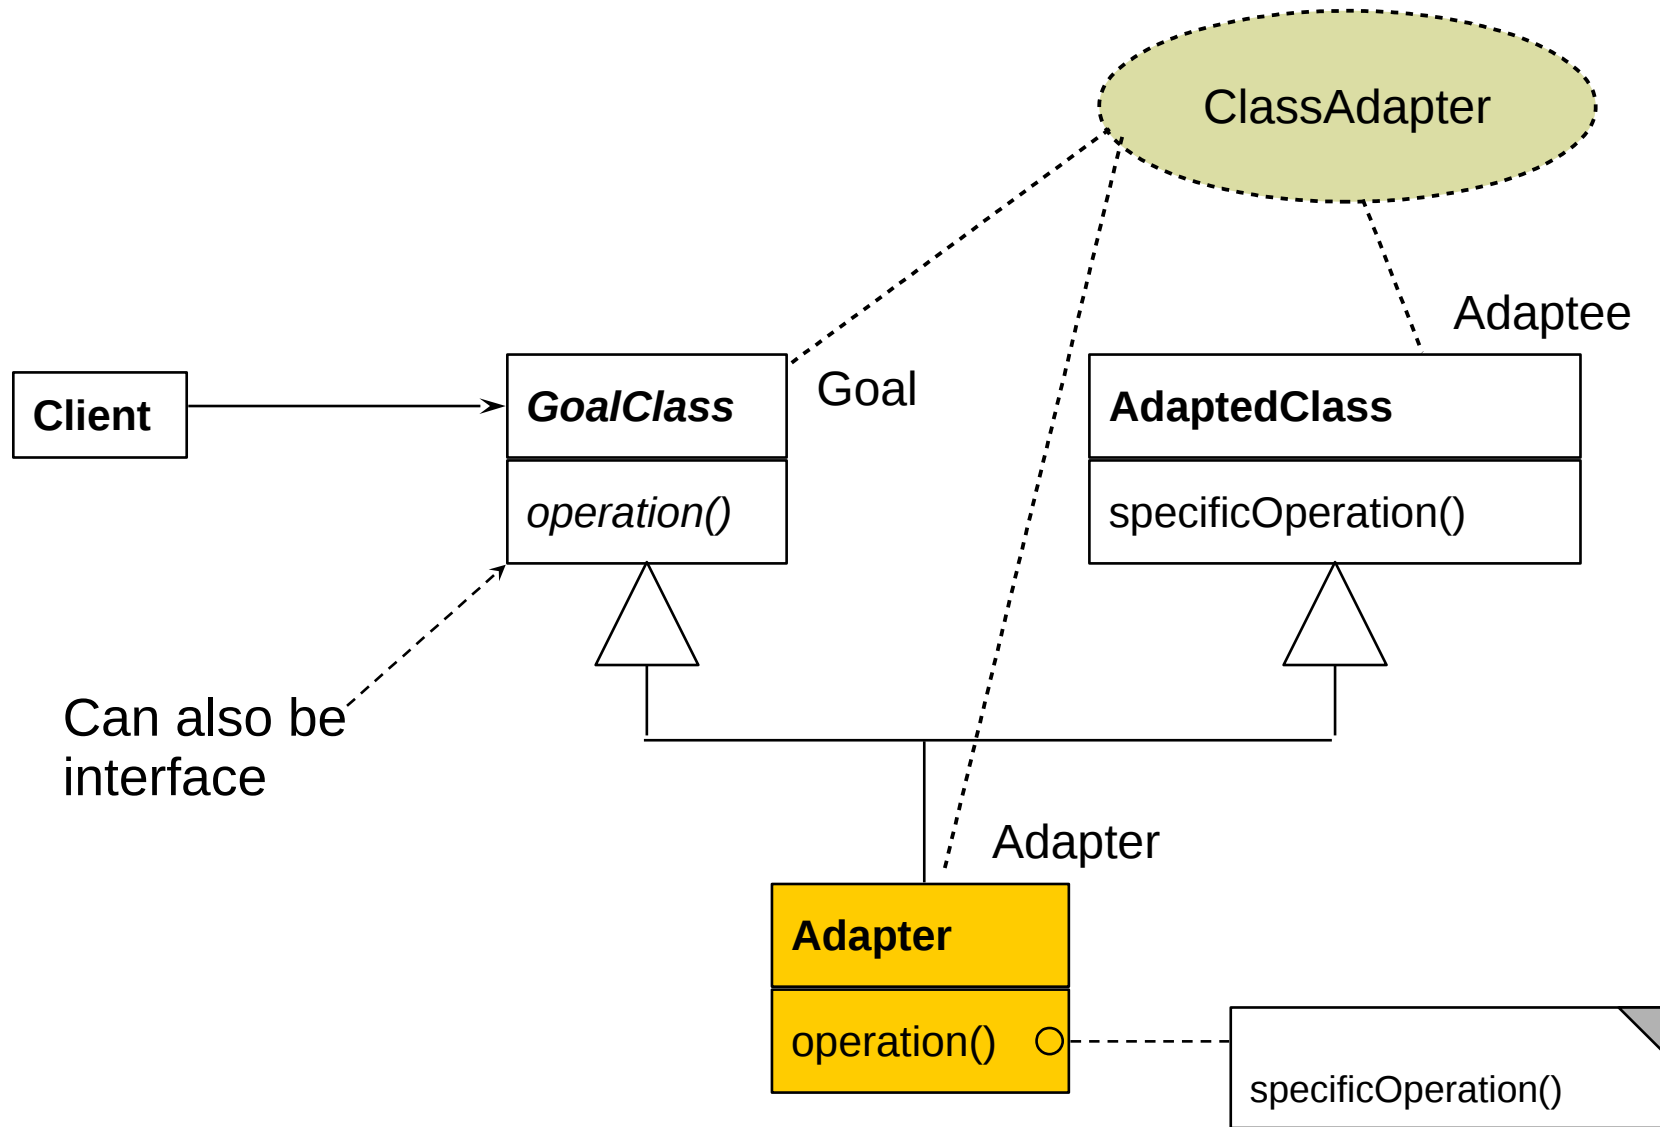 ClassAdapter
Adaptee
Goal
Client
GoalClass
AdaptedClass
operation()
specificOperation()
Can also be
interface
Adapter
Adapter
operation()
specificOperation()